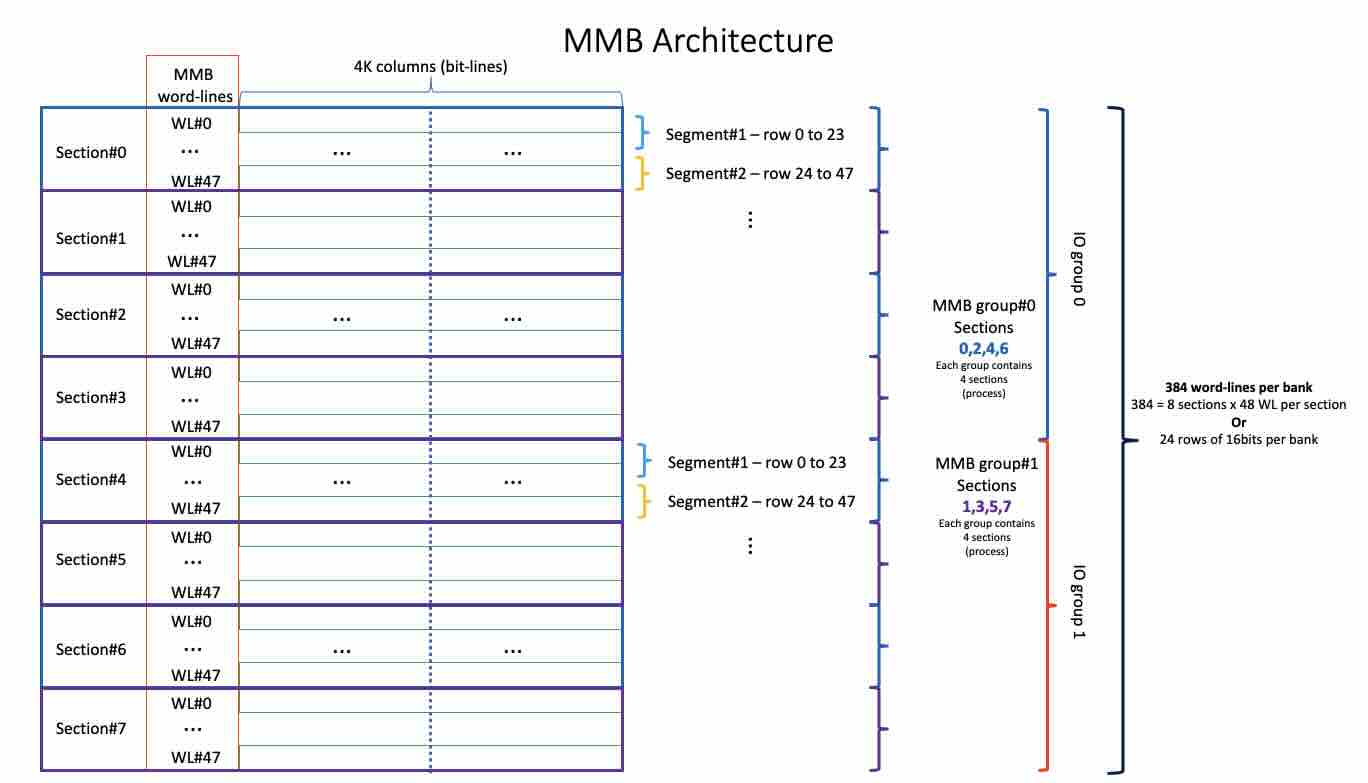 MMB Architecture
4K columns (bit-lines)
MMB
word-lines
Section#0
WL#0
...
WL#47
...
...
Segment#1 – row 0 to 23
Segment#2 – row 24 to 47
...
Section#1
WL#0
...
WL#47
Section#2
WL#0
...
WL#47
...
...
Section#3
WL#0
...
WL#47
Section#4
WL#0
...
WL#47
...
...
Segment#1 – row 0 to 23
Segment#2 – row 24 to 47
...
Section#5
WL#0
...
WL#47
Section#6
WL#0
...
WL#47
...
...
Section#7
WL#0
...
WL#47
MMB group#0
Sections
0,2,4,6
Each group contains
4 sections
(process)
MMB group#1
Sections
1,3,5,7
Each group contains
4 sections
(process)
IO group 0
IO group 1
384 word-lines per bank
384 = 8 sections x 48 WL per section
Or
24 rows of 16bits per bank